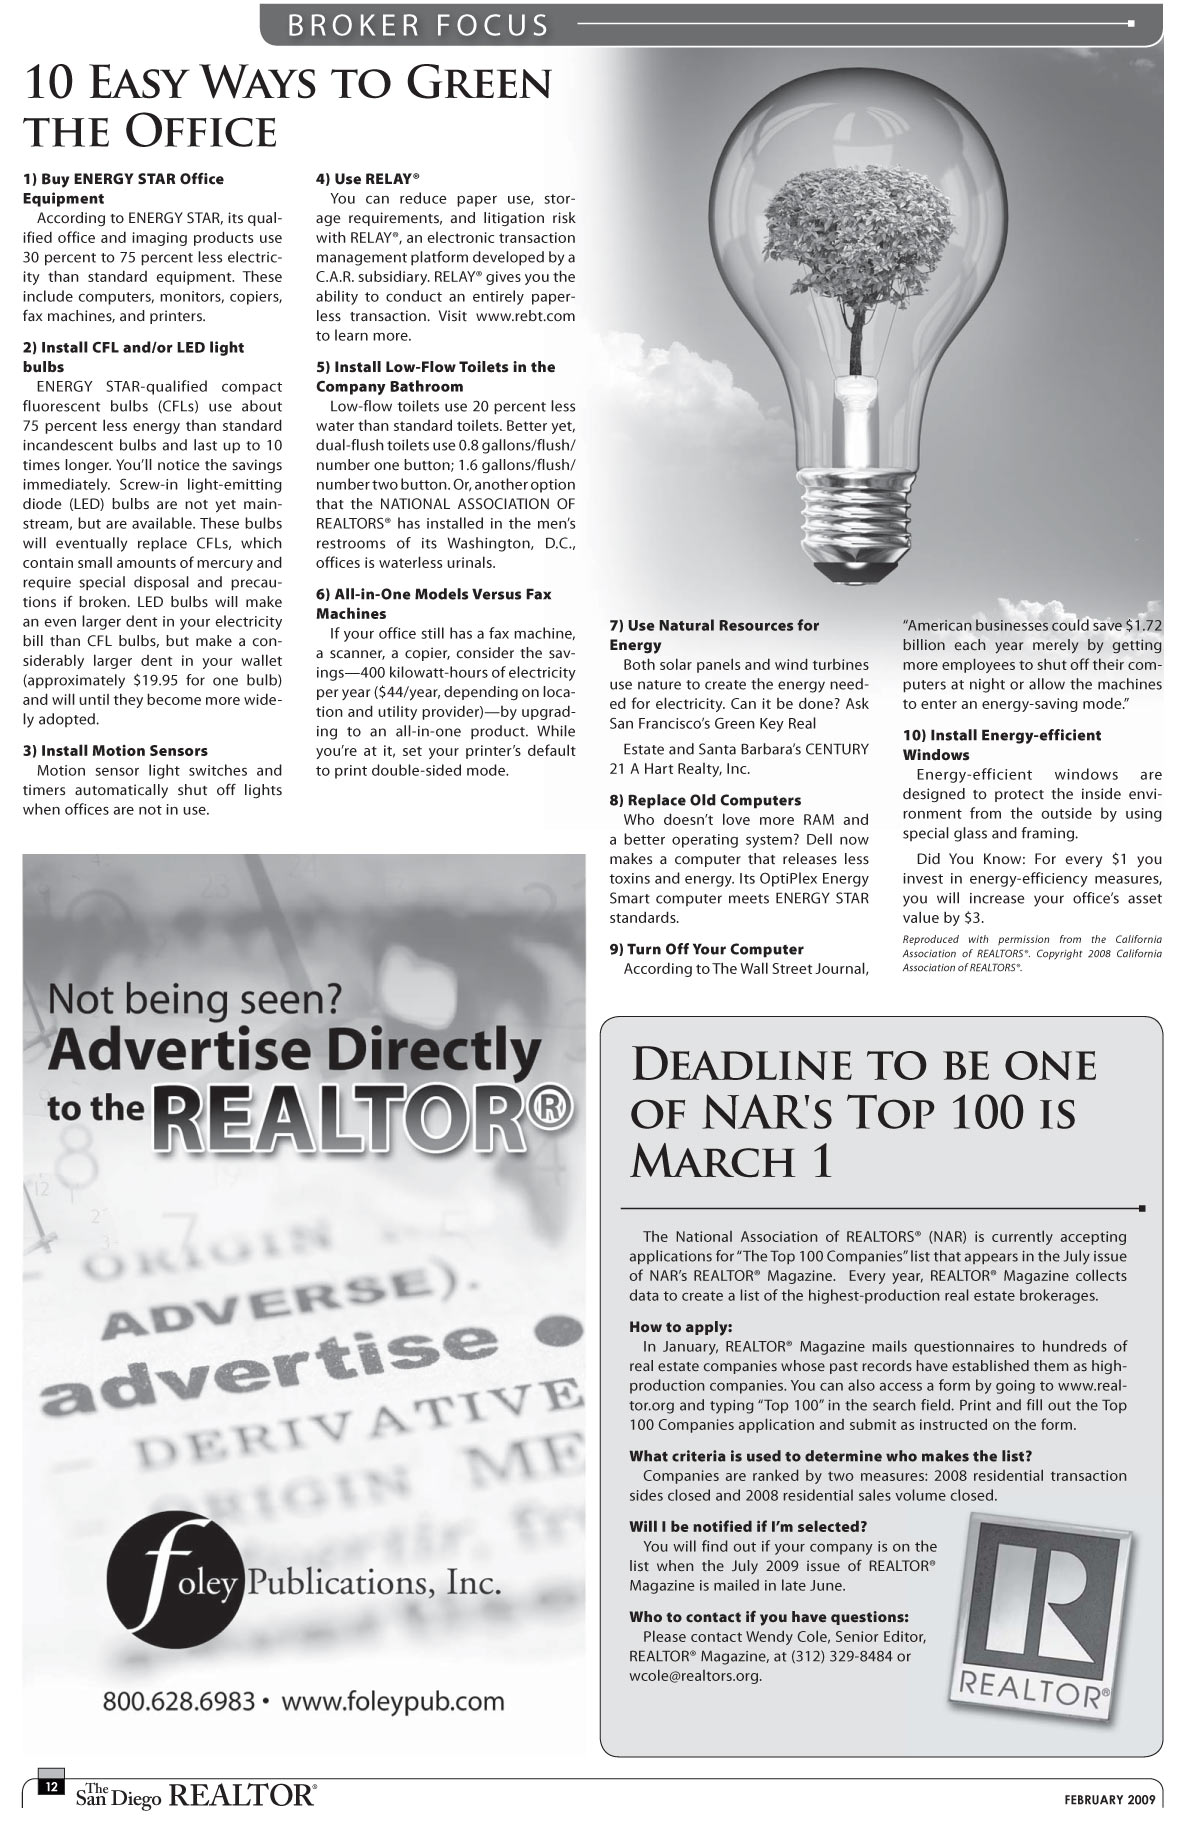 BROKER FOCUS
10 EASY WAYS TO GREEN
THE OFFICE
1) Buy ENERGY STAR Office
Equipment
According to ENERGY STAR, its qual-
ified office and imaging products use
30 percent to 75 percent less electric-
ity than standard equipment. These
include computers, monitors, copiers,
fax machines, and printers.
2) Install CFL and/or LED light
bulbs
ENERGY STAR-qualified compact
fluorescent bulbs (CFLs) use about
75 percent less energy than standard
incandescent bulbs and last up to 10
times longer. You'll notice the savings
immediately. Screw-in light-emitting
diode (LED) bulbs are not yet main-
stream, but are available. These bulbs
will eventually replace CFLs, which
contain small amounts of mercury and
require special disposal and precau-
tions if broken. LED bulbs will make
an even larger dent in your electricity
bill than CFL bulbs, but make a con-
siderably larger dent in your wallet
(approximately $19.95 for one bulb)
and will until they become more wide-
ly adopted.
3) Install Motion Sensors
Motion sensor light switches and
timers automatically shut off lights
when offices are not in use.
4) Use RELAY®
You can reduce paper use, stor-
age requirements, and litigation risk
with RELAY®, an electronic transaction
management platform developed by a
C.A.R. subsidiary. RELAY® gives you the
ability to conduct an entirely paper-
less transaction. Visit www.rebt.com
to learn more.
5) Install Low-Flow Toilets in the
Company Bathroom
Low-flow toilets use 20 percent less
water than standard toilets. Better yet,
dual-flush toilets use 0.8 gallons/flush/
number one button; 1.6 gallons/flush/
number two button. Or, another option
that the NATIONAL ASSOCIATION OF
REALTORS® has installed in the men's
restrooms of its Washington, D.C.,
offices is waterless urinals.
6) All-in-One Models Versus Fax
Machines
If your office still has a fax machine,
a scanner, a copier, consider the sav-
ings—400 kilowatt-hours of electricity
per year ($44/year, depending on loca-
tion and utility provider)—by upgrad-
ing to an all-in-one product. While
you're at it, set your printer's default
to print double-sided mode.
7) Use Natural Resources for
Energy
Both solar panels and wind turbines
use nature to create the energy need-
ed for electricity. Can it be done? Ask
San Francisco's Green Key Real
Estate and Santa Barbara's CENTURY
21 A Hart Realty, Inc.
8) Replace Old Computers
Who doesn't love more RAM and
a better operating system? Dell now
makes a computer that releases less
toxins and energy. Its OptiPlex Energy
Smart computer meets ENERGY STAR
standards.
9) Turn Off Your Computer
According to The Wall Street Journal,
"American businesses could save $1.72
billion each year merely by getting
more employees to shut off their com-
puters at night or allow the machines
to enter an energy-saving mode."
10) Install Energy-efficient
Windows
Energy-efficient windows are
designed to protect the inside envi-
ronment from the outside by using
special glass and framing.
Did You Know: For every $1 you
invest in energy-efficiency measures,
you will increase your office's asset
value by $3.
Reproduced with permission from the California
Association of REALTORS®. Copyright 2008 California
Association of REALTORS®.
Not being seen?
Advertise Directly
to the REALTOR®
ORIGIN
ADVERSE).
advertise
DERIVATIVE
ORIGIN ME
foley Publications, Inc.
800.628.6983 • www.foleypub.com
DEADLINE TO BE ONE
OF NAR'S TOP 100 IS
MARCH 1
The National Association of REALTORS® (NAR) is currently accepting
applications for "The Top 100 Companies" list that appears in the July issue
of NAR's REALTOR® Magazine. Every year, REALTOR® Magazine collects
data to create a list of the highest-production real estate brokerages.
How to apply:
In January, REALTOR® Magazine mails questionnaires to hundreds of
real estate companies whose past records have established them as high-
production companies. You can also access a form by going to www.real-
tor.org and typing "Top 100" in the search field. Print and fill out the Top
100 Companies application and submit as instructed on the form.
What criteria is used to determine who makes the list?
Companies are ranked by two measures: 2008 residential transaction
sides closed and 2008 residential sales volume closed.
Will I be notified if I'm selected?
You will find out if your company is on the
list when the July 2009 issue of REALTOR®
Magazine is mailed in late June.
Who to contact if you have questions:
Please contact Wendy Cole, Senior Editor,
REALTOR® Magazine, at (312) 329-8484 or
wcole@realtors.org.
R
REALTOR®
12
The San Diego REALTOR®
FEBRUARY 2009